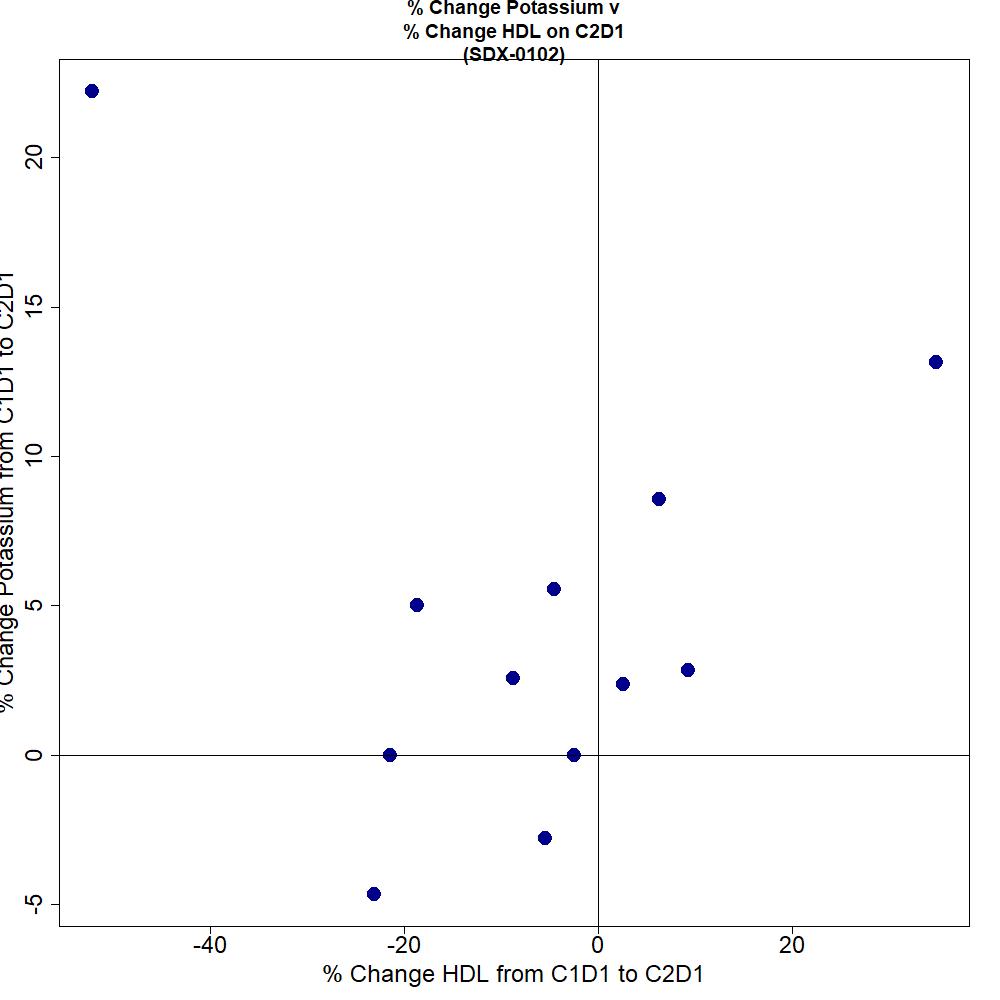 % Change Potassium v
% Change HDL on C2D1
(SDX-0102)
% Change Potassium from C1D1 to C2D1
20
15
10
5
0
-5
-40
-20
0
20
% Change HDL from C1D1 to C2D1